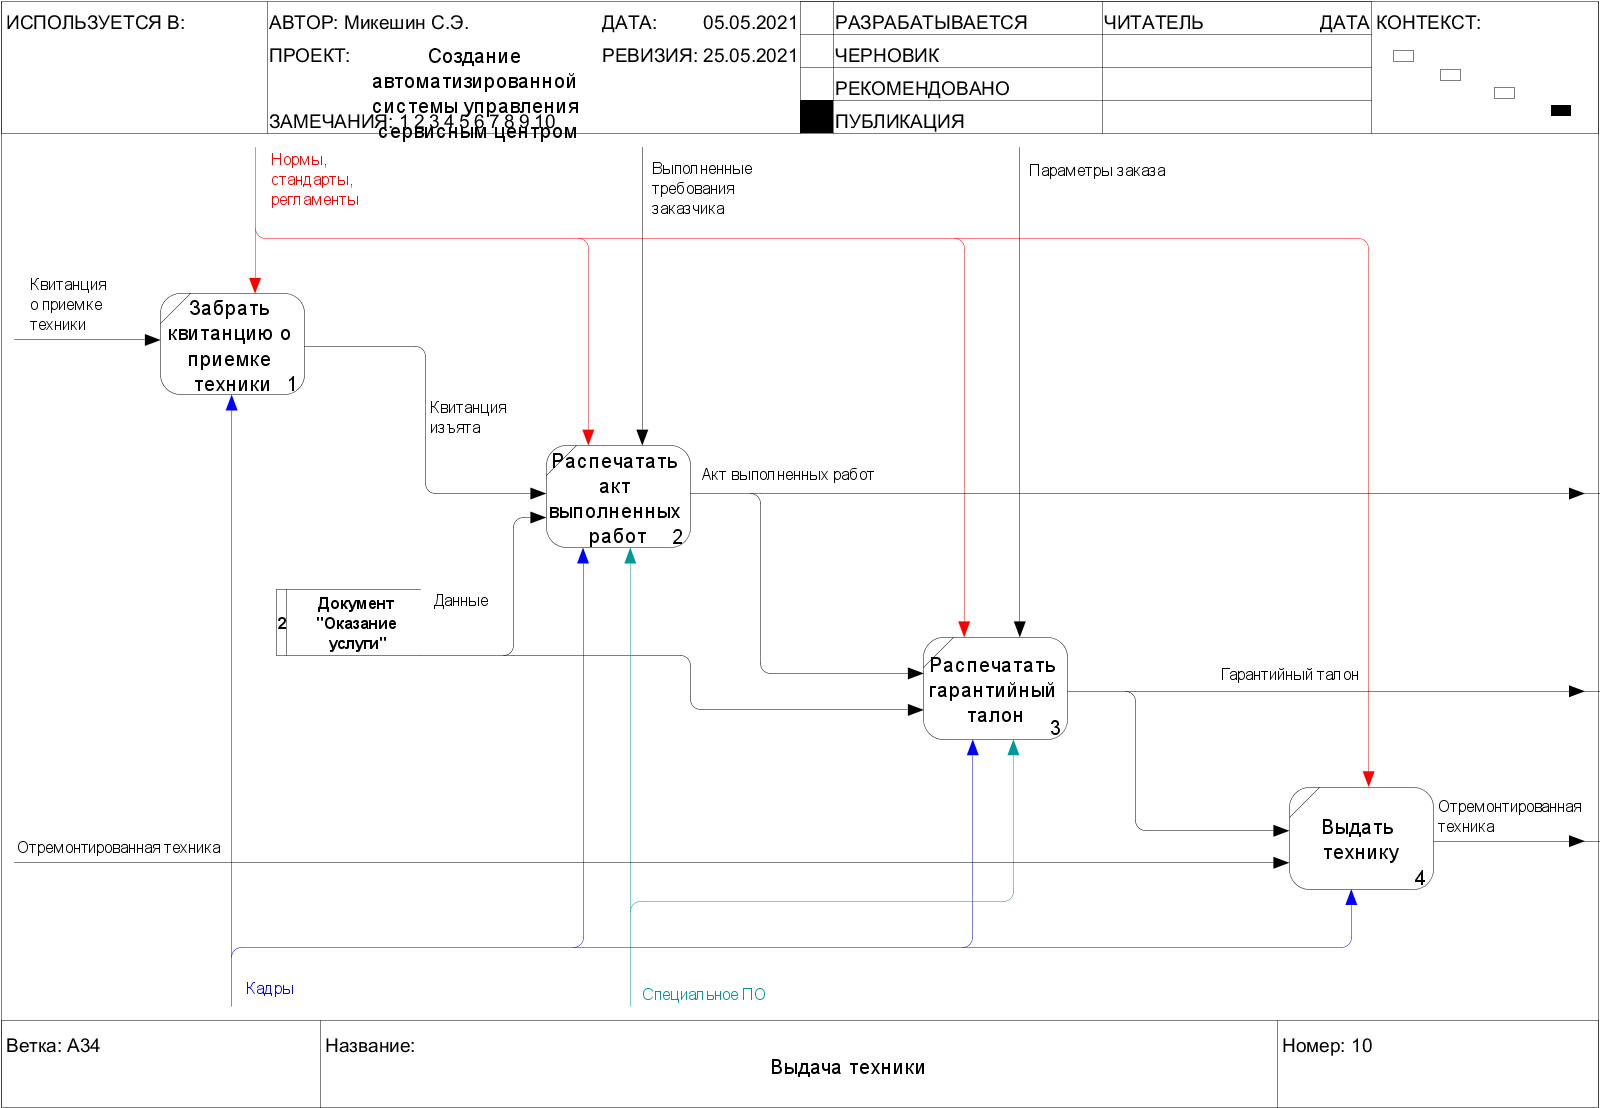 ИСПОЛЬЗУЕТСЯ В:
АВТОР: Микешин С.Э.
ДАТА: 05.05.2021
ПРОЕКТ: Создание
автоматизированной
системы управления
сервисным центром
РЕВИЗИЯ: 25.05.2021
ЗАМЕЧАНИЯ: 1 2 3 4 5 6 7 8 9 10
РАЗРАБАТЫВАЕТСЯ
ЧЕРНОВИК
РЕКОМЕНДОВАНО
ПУБЛИКАЦИЯ
ЧИТАТЕЛЬ
ДАТА
КОНТЕКСТ:
Нормы,
стандарты,
регламенты
Выполненные
требования
заказчика
Параметры заказа
Квитанция
о приемке
техники
Забрать
квитанцию о
приемке
техники 1
Квитанция
изъята
Распечатать
акт
выполненных
работ 2
Акт выполненных работ
2
Документ
"Оказание
услуги"
Данные
Распечатать
гарантийный
талон
3
Гарантийный талон
Отремонтированная техника
Выдать
технику
4
Отремонтированная
техника
Кадры
Специальное ПО
Ветка: A34
Название:
Выдача техники
Номер: 10